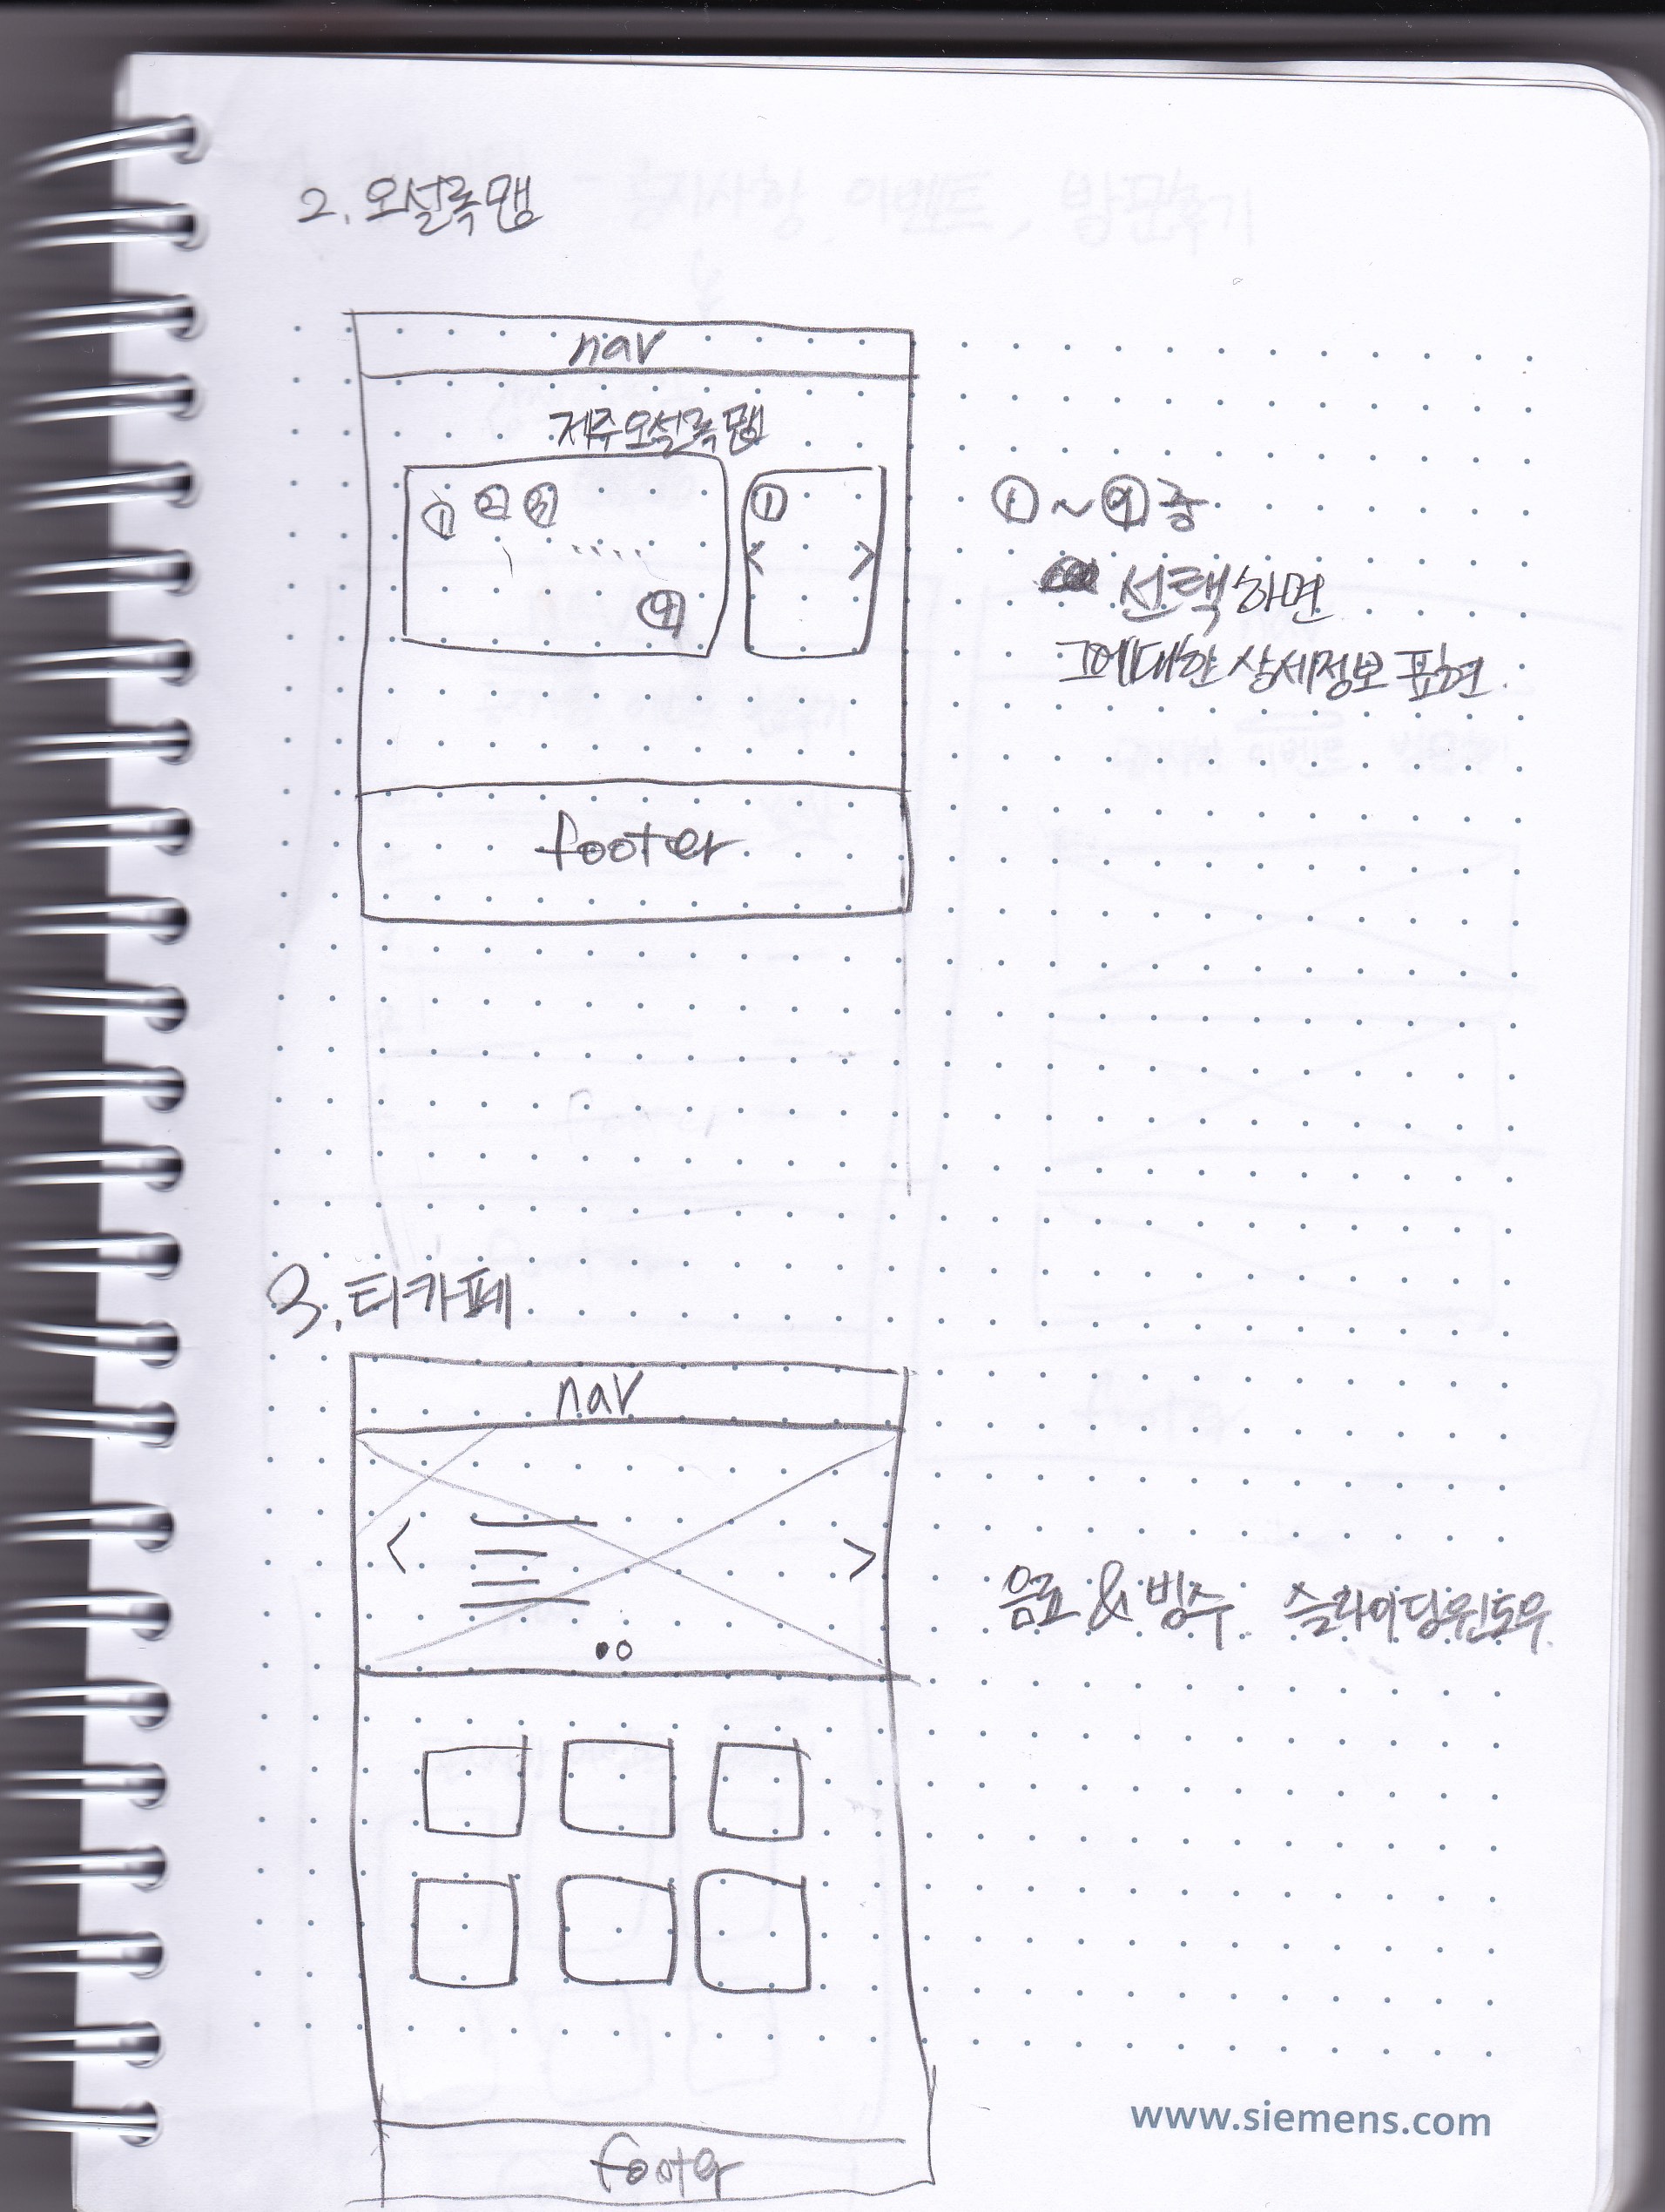 2. 오설록맵
nav
제주오설록맵
① ② ③
....
⑨
①
< >
①~⑨중
선택하면
그에대한 상세정보 표현.
footer
3. 티카페
nav
< >
음료 & 빙수 슬라이딩윈도우.
footer
www.siemens.com